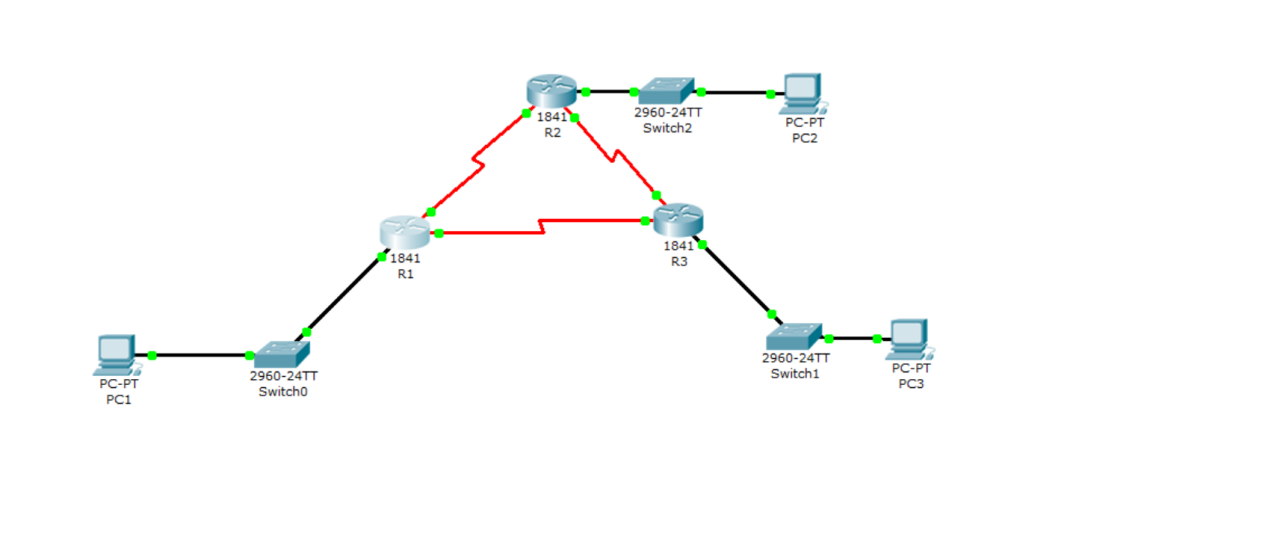 1841
R2
2960-24TT
Switch2
PC-PT
PC2
1841
R1
1841
R3
PC-PT
PC1
2960-24TT
Switch0
2960-24TT
Switch1
PC-PT
PC3